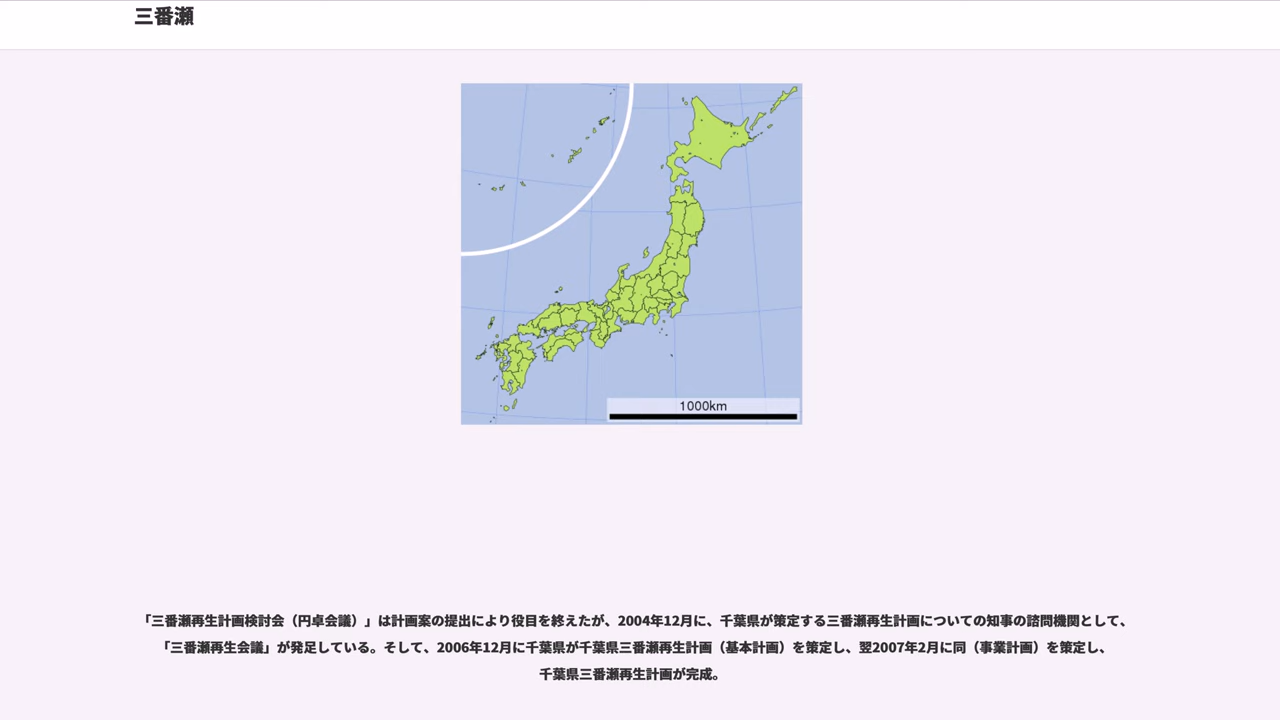 三番瀬
1000km
「三番瀬再生計画検討会（円卓会議）」は計画案の提出により役目を終えたが、2004年12月に、千葉県が策定する三番瀬再生計画についての知事の諮問機関として、
「三番瀬再生会議」が発足している。そして、2006年12月に千葉県が千葉県三番瀬再生計画（基本計画）を策定し、翌2007年2月に同（事業計画）を策定し、
千葉県三番瀬再生計画が完成。